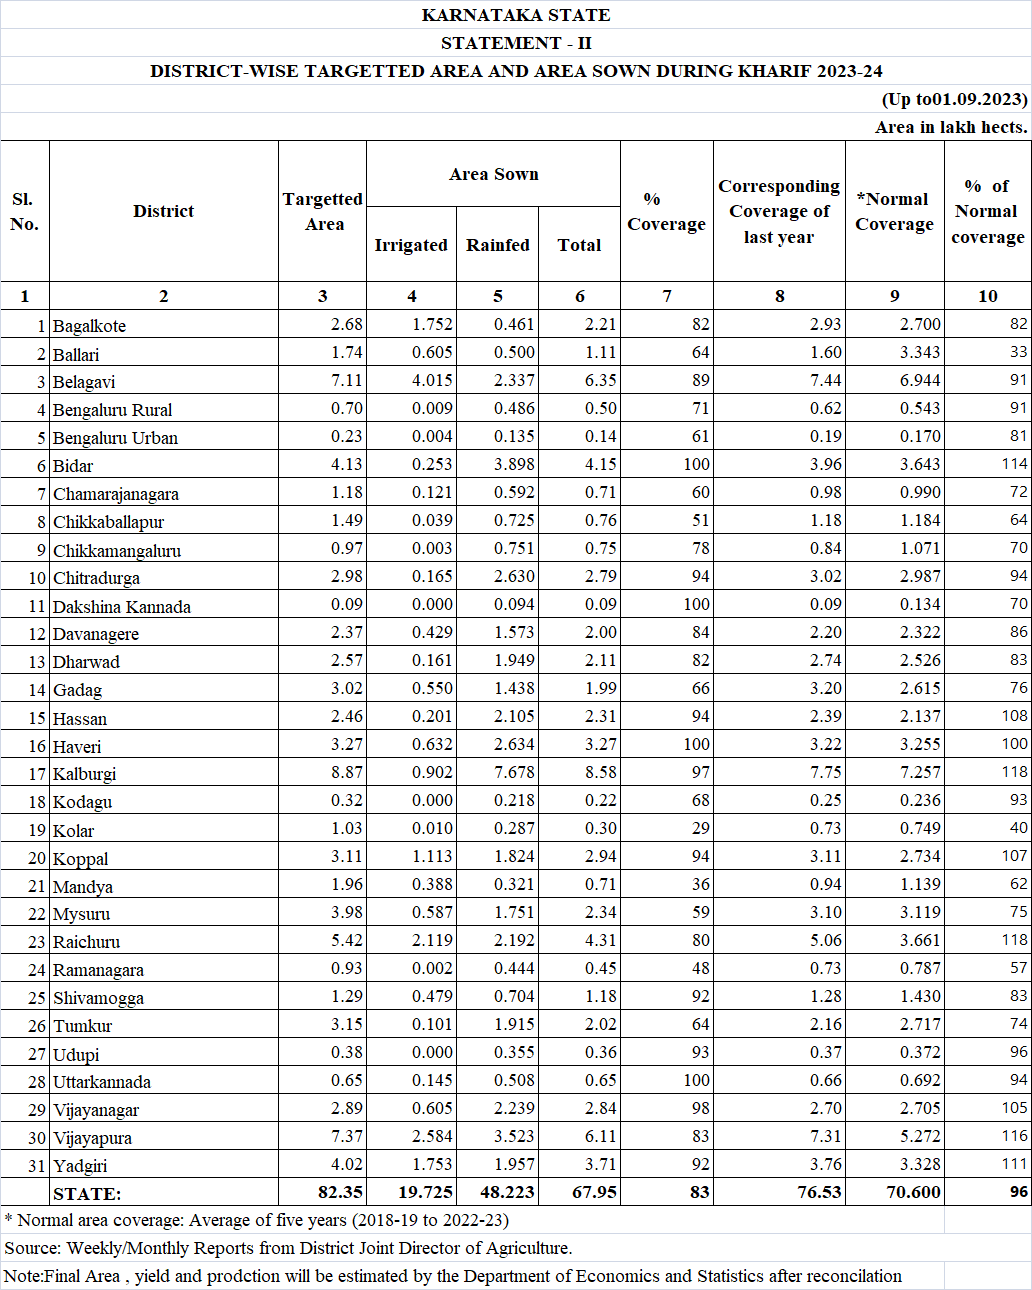 KARNATAKA STATE
STATEMENT - II
DISTRICT-WISE TARGETTED AREA AND AREA SOWN DURING KHARIF 2023-24
(Up to01.09.2023)
Area in lakh hects.
Sl. No. District Targetted Area Area Sown % Coverage Corresponding Coverage of last year *Normal Coverage % of Normal coverage
Irrigated Rainfed Total
1 2 3 4 5 6 7 8 9 10
1 Bagalkote 2.68 1.752 0.461 2.21 82 2.93 2.700 82
2 Ballari 1.74 0.605 0.500 1.11 64 1.60 3.343 33
3 Belagavi 7.11 4.015 2.337 6.35 89 7.44 6.944 91
4 Bengaluru Rural 0.70 0.009 0.486 0.50 71 0.62 0.543 91
5 Bengaluru Urban 0.23 0.004 0.135 0.14 61 0.19 0.170 81
6 Bidar 4.13 0.253 3.898 4.15 100 3.96 3.643 114
7 Chamarajanagara 1.18 0.121 0.592 0.71 60 0.98 0.990 72
8 Chikkaballapur 1.49 0.039 0.725 0.76 51 1.18 1.184 64
9 Chikkamangaluru 0.97 0.003 0.751 0.75 78 0.84 1.071 70
10 Chitradurga 2.98 0.165 2.630 2.79 94 3.02 2.987 94
11 Dakshina Kannada 0.09 0.000 0.094 0.09 100 0.09 0.134 70
12 Davanagere 2.37 0.429 1.573 2.00 84 2.20 2.322 86
13 Dharwad 2.57 0.161 1.949 2.11 82 2.74 2.526 83
14 Gadag 3.02 0.550 1.438 1.99 66 3.20 2.615 76
15 Hassan 2.46 0.201 2.105 2.31 94 2.39 2.137 108
16 Haveri 3.27 0.632 2.634 3.27 100 3.22 3.255 100
17 Kalburgi 8.87 0.902 7.678 8.58 97 7.75 7.257 118
18 Kodagu 0.32 0.000 0.218 0.22 68 0.25 0.236 93
19 Kolar 1.03 0.010 0.287 0.30 29 0.73 0.749 40
20 Koppal 3.11 1.113 1.824 2.94 94 3.11 2.734 107
21 Mandya 1.96 0.388 0.321 0.71 36 0.94 1.139 62
22 Mysuru 3.98 0.587 1.751 2.34 59 3.10 3.119 75
23 Raichuru 5.42 2.119 2.192 4.31 80 5.06 3.661 118
24 Ramanagara 0.93 0.002 0.444 0.45 48 0.73 0.787 57
25 Shivamogga 1.29 0.479 0.704 1.18 92 1.28 1.430 83
26 Tumkur 3.15 0.101 1.915 2.02 64 2.16 2.717 74
27 Udupi 0.38 0.000 0.355 0.36 93 0.37 0.372 96
28 Uttarkannada 0.65 0.145 0.508 0.65 100 0.66 0.692 94
29 Vijayanagar 2.89 0.605 2.239 2.84 98 2.70 2.705 105
30 Vijayapura 7.37 2.584 3.523 6.11 83 7.31 5.272 116
31 Yadgiri 4.02 1.753 1.957 3.71 92 3.76 3.328 111
STATE: 82.35 19.725 48.223 67.95 83 76.53 70.600 96
* Normal area coverage: Average of five years (2018-19 to 2022-23)
Source: Weekly/Monthly Reports from District Joint Director of Agriculture.
Note:Final Area , yield and prodction will be estimated by the Department of Economics and Statistics after reconcilation